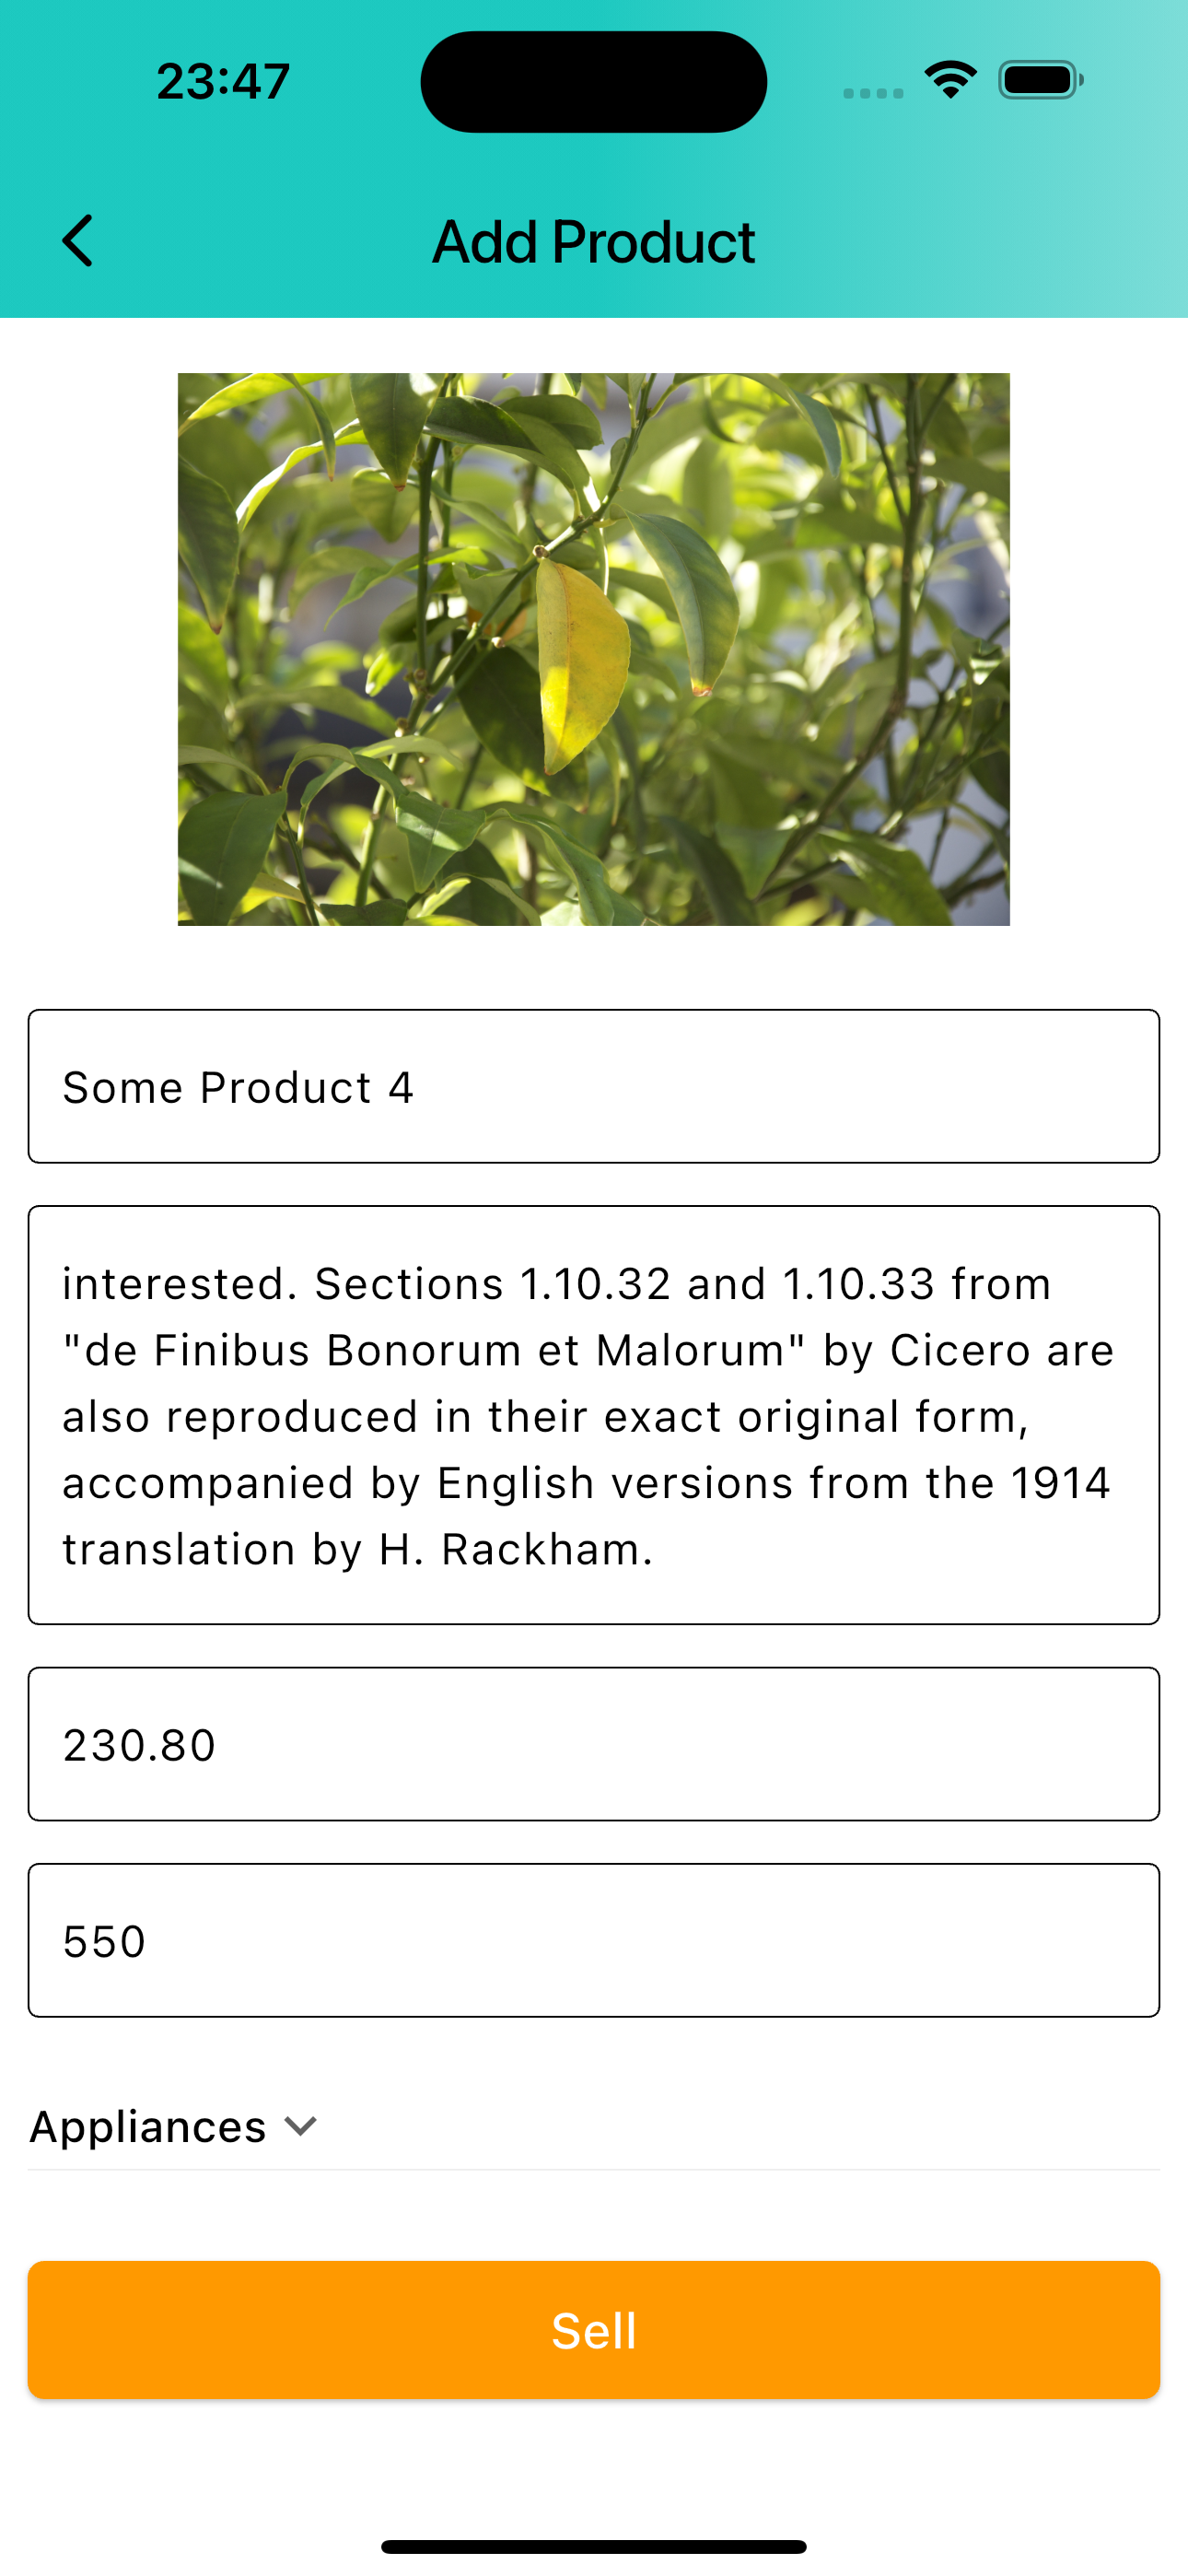 23:47
Add Product
Some Product 4
interested. Sections 1.10.32 and 1.10.33 from
"de Finibus Bonorum et Malorum" by Cicero are
also reproduced in their exact original form,
accompanied by English versions from the 1914
translation by H. Rackham.
230.80
550
Appliances
Sell